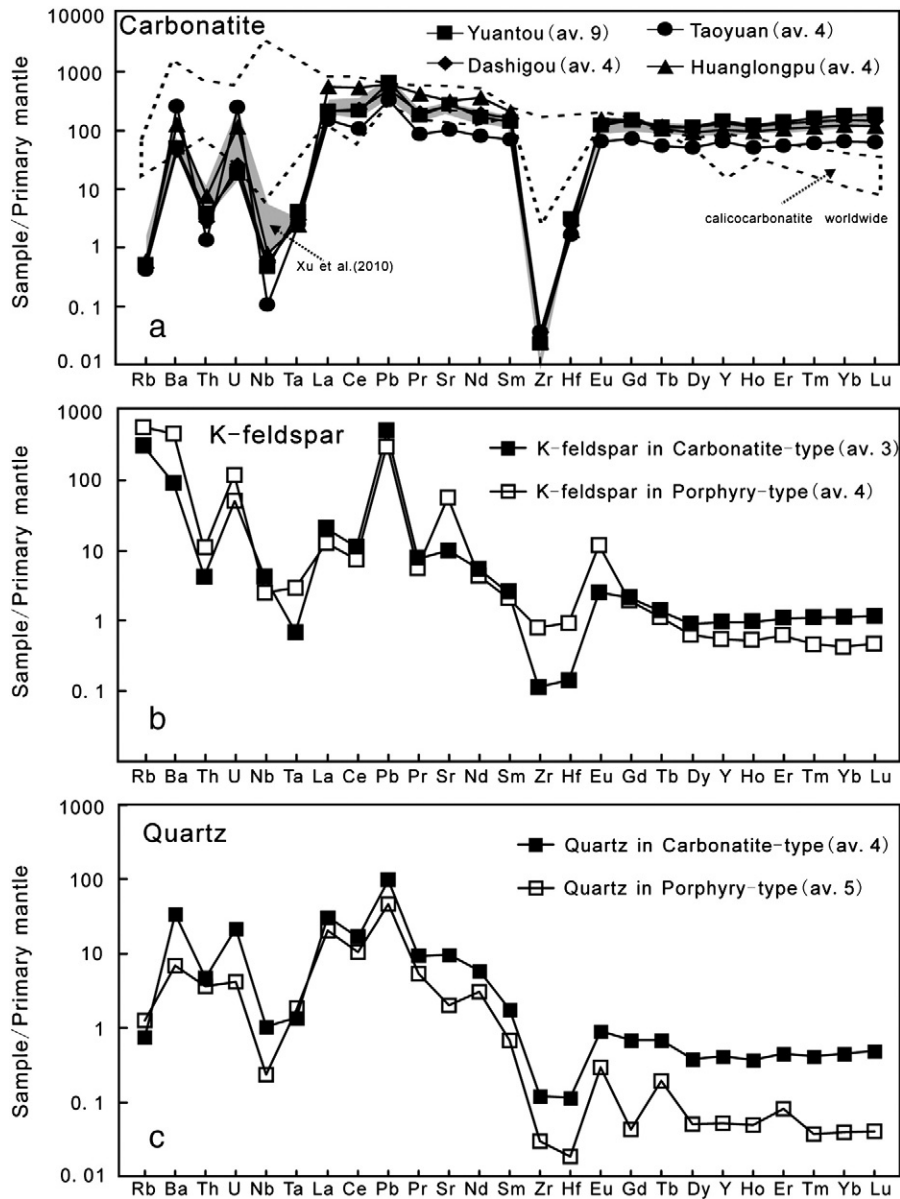 Carbonatite
Yuantou (av. 9)
Taoyuan (av. 4)
Dashigou (av. 4)
Huanglongpu (av. 4)
Sample/Primary mantle
10000
1000
100
10
1
0. 1
0. 01
calicocarbonatite worldwide
Xu et al.(2010)
a
Rb Ba Th U Nb Ta La Ce Pb Pr Sr Nd Sm Zr Hf Eu Gd Tb Dy Y Ho Er Tm Yb Lu
K-feldspar
K-feldspar in Carbonatite-type (av. 3)
K-feldspar in Porphyry-type (av. 4)
Sample/Primary mantle
1000
100
10
1
0. 1
b
Rb Ba Th U Nb Ta La Ce Pb Pr Sr Nd Sm Zr Hf Eu Gd Tb Dy Y Ho Er Tm Yb Lu
Quartz
Quartz in Carbonatite-type (av. 4)
Quartz in Porphyry-type (av. 5)
Sample/Primary mantle
1000
100
10
1
0. 1
0. 01
c
Rb Ba Th U Nb Ta La Ce Pb Pr Sr Nd Sm Zr Hf Eu Gd Tb Dy Y Ho Er Tm Yb Lu